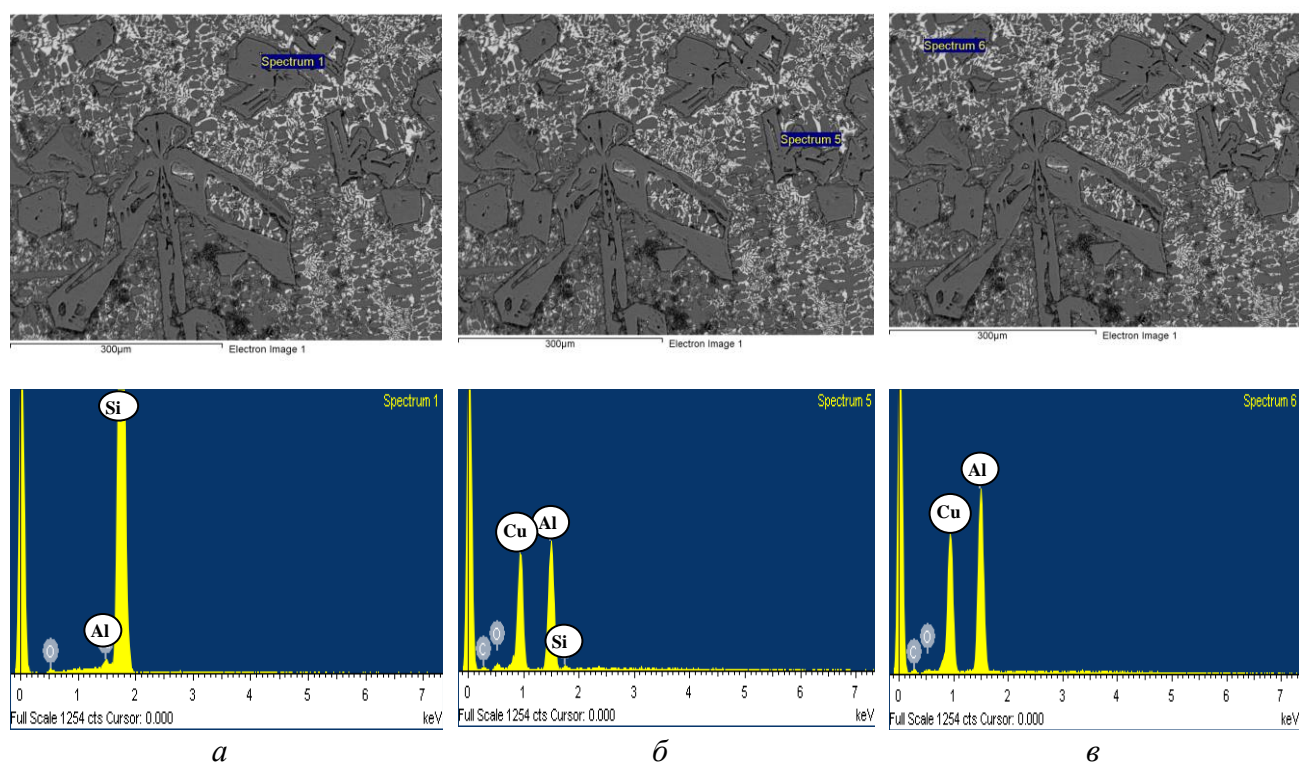 Spectrum 1
300µm
Electron Image 1
Spectrum 5
300µm
Electron Image 1
Spectrum 6
300µm
Electron Image 1
Spectrum 1
Si
Al
O
0 1 2 3 4 5 6 7
Full Scale 1254 cts Cursor: 0.000
keV
а
Spectrum 5
Cu
Al
Si
C
O
0 1 2 3 4 5 6 7
Full Scale 1254 cts Cursor: 0.000
keV
б
Spectrum 6
Al
Cu
C
O
0 1 2 3 4 5 6 7
Full Scale 1254 cts Cursor: 0.000
keV
в